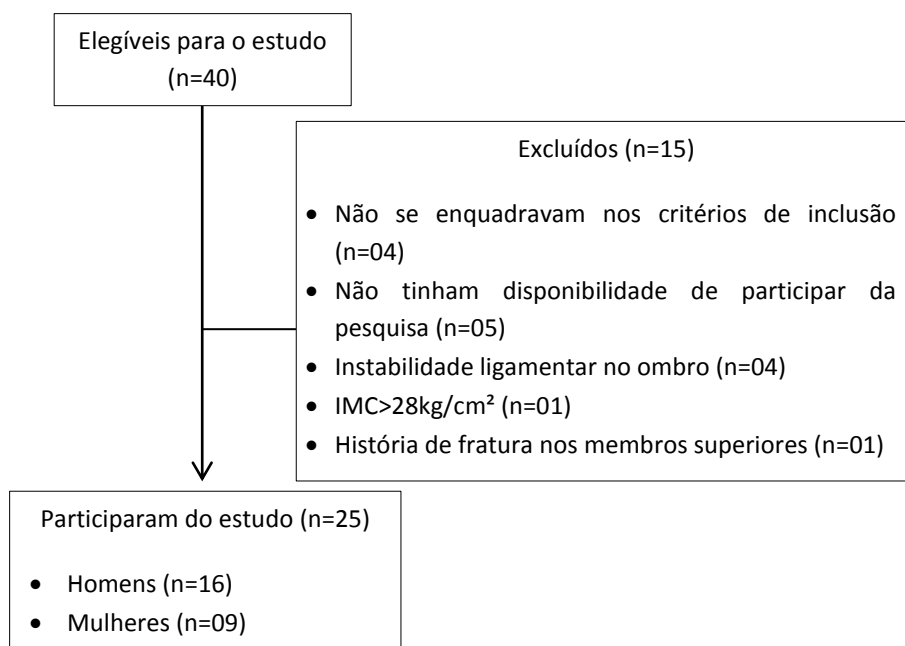 Elegíveis para o estudo
(n=40)
Excluídos (n=15)
• Não se enquadravam nos critérios de inclusão
(n=04)
• Não tinham disponibilidade de participar da
pesquisa (n=05)
• Instabilidade ligamentar no ombro (n=04)
• IMC>28kg/cm² (n=01)
• História de fratura nos membros superiores (n=01)
Participaram do estudo (n=25)
• Homens (n=16)
• Mulheres (n=09)